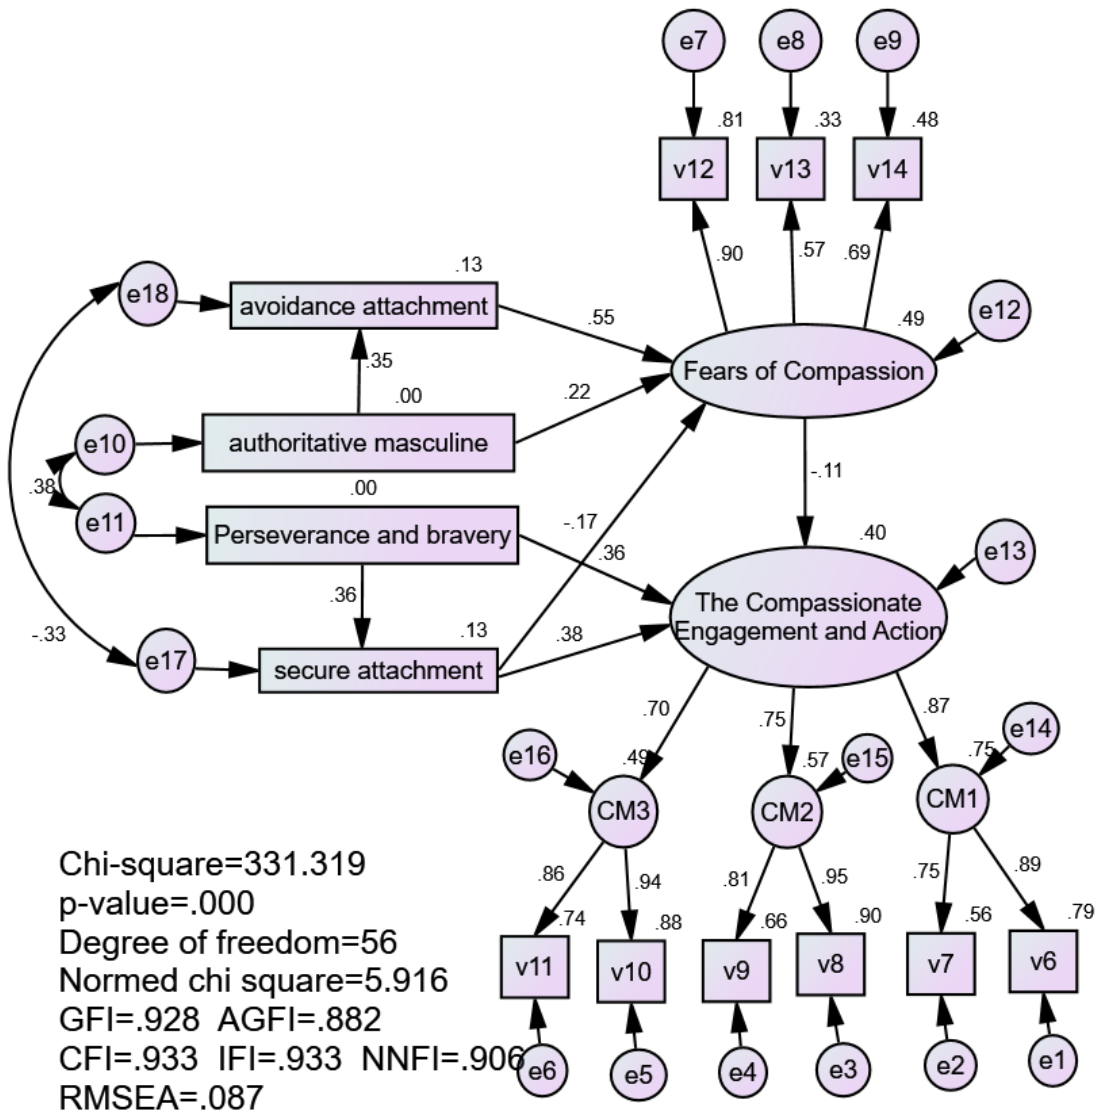 e7 e8 e9
.81 .33 .48
v12 v13 v14
.90 .57 .69
e18 .13
avoidance attachment
.55
.49 e12
Fears of Compassion
.35
.00 .22
e10 authoritative masculine
.38
.00
-.11
e11 Perseverance and bravery
-.17
.36
.40 e13
.36
The Compassionate
Engagement and Action
-.33
e17 .13 .38
secure attachment
.70 .75 .87
e16 .49 .57 e15 .75 e14
CM3 CM2 CM1
.86 .94 .81 .95 .75 .89
.74 .88 .66 .90 .56 .79
v11 v10 v9 v8 v7 v6
e6 e5 e4 e3 e2 e1
Chi-square=331.319
p-value=.000
Degree of freedom=56
Normed chi square=5.916
GFI=.928 AGFI=.882
CFI=.933 IFI=.933 NNFI=.906
RMSEA=.087